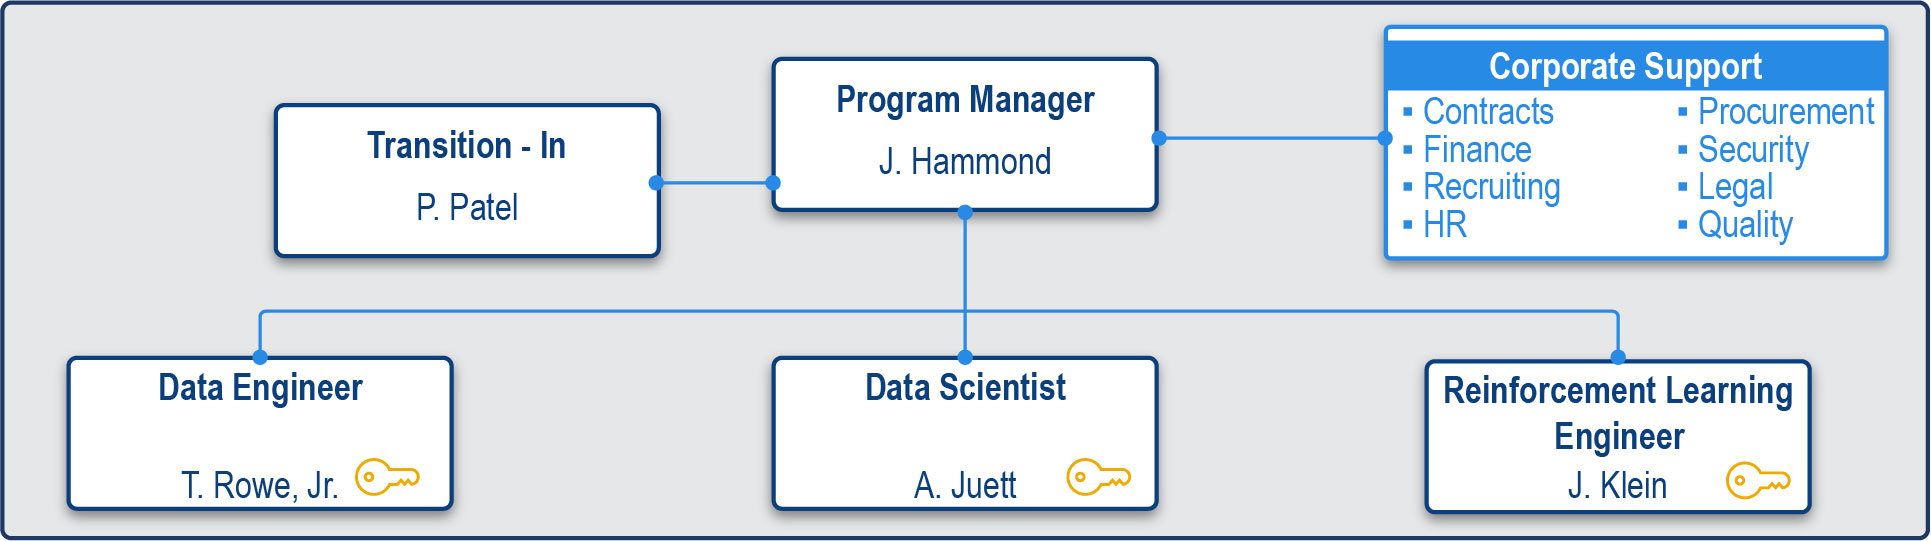 Transition - In
P. Patel
Program Manager
J. Hammond
Corporate Support
▪ Contracts
▪ Finance
▪ Recruiting
▪ HR
▪ Procurement
▪ Security
▪ Legal
▪ Quality
Data Engineer
T. Rowe, Jr.
Data Scientist
A. Juett
Reinforcement Learning
Engineer
J. Klein